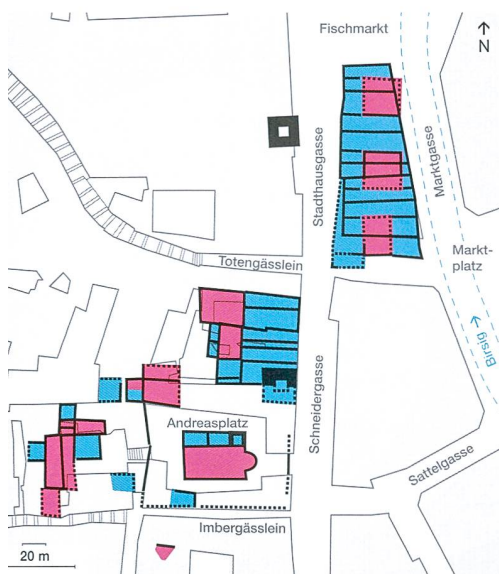 Fischmarkt
N
Stadthausgasse
Marktgasse
Markt-
platz
Totengässlein
Birsig
Schneidergasse
Andreasplatz
Sattelgasse
Imbergässlein
20 m